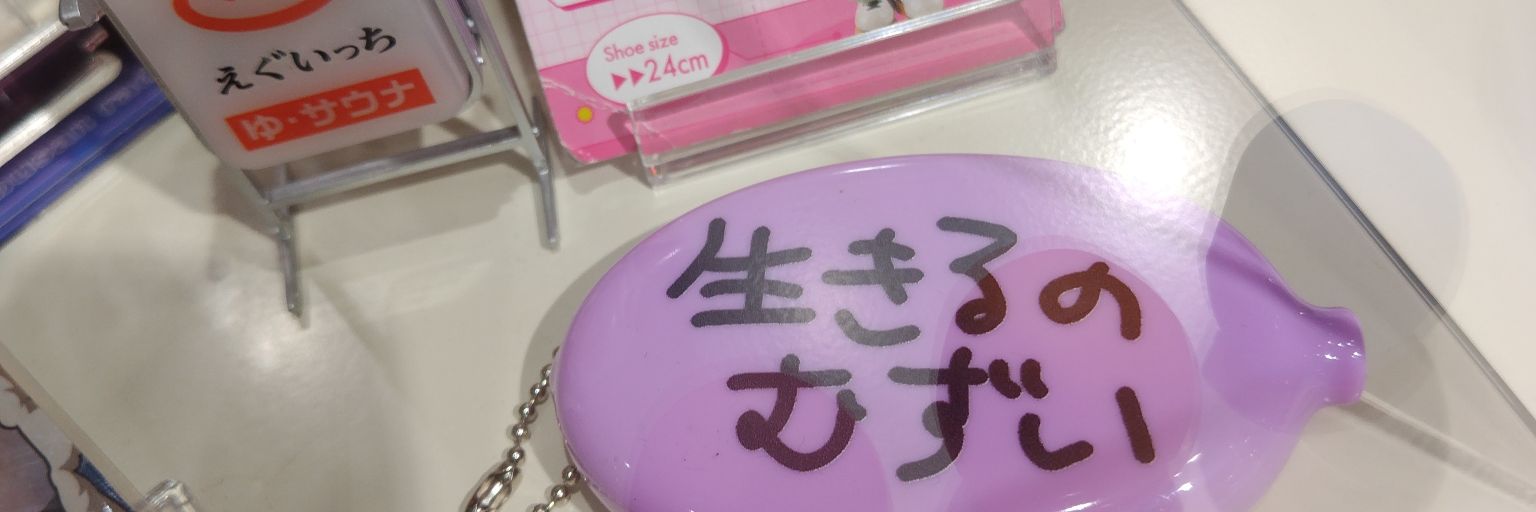 えぐいっち
ゆ・サウナ
Shoe size
▶▶24cm
生きるの
むずい